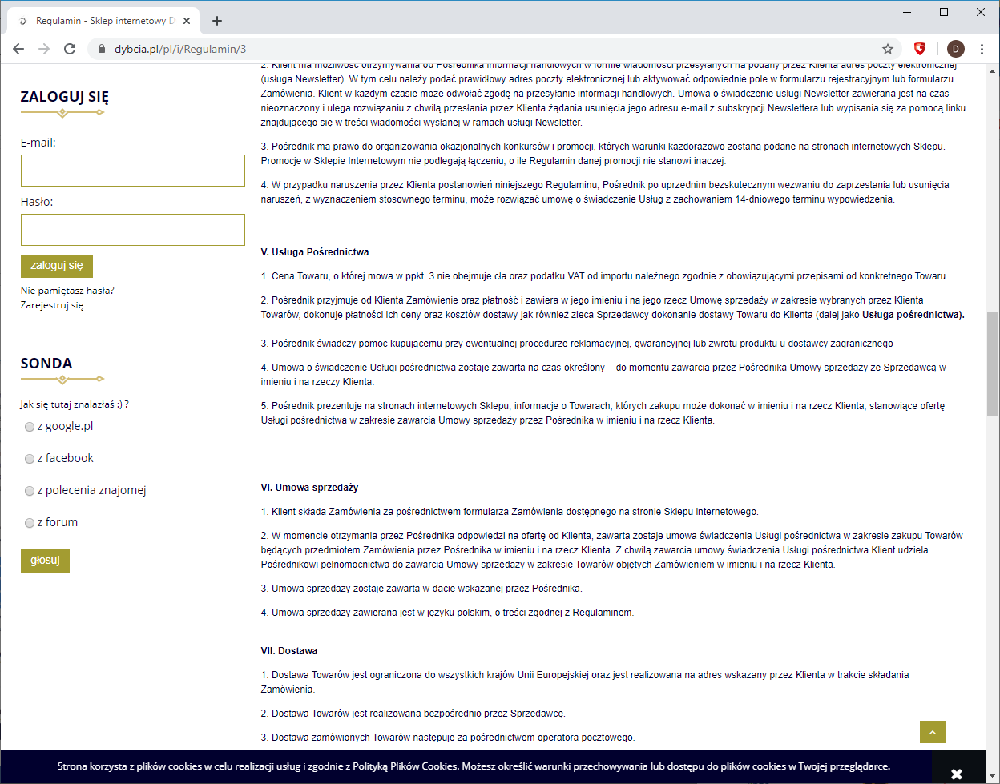 Regulamin - Sklep internetowy D
dybcia.pl/pl/i/Regulamin/3
D
ZALOGUJ SIĘ
E-mail:
Hasło:
zaloguj się
Nie pamiętasz hasła?
Zarejestruj się
SONDA
Jak się tutaj znalazłaś :) ?
z google.pl
z facebook
z polecenia znajomej
z forum
głosuj
2. Klient ma możliwość otrzymywania od Pośrednika informacji handlowych w formie wiadomości przesyłanych na podany przez Klienta adres poczty elektronicznej
(usługa Newsletter). W tym celu należy podać prawidłowy adres poczty elektronicznej lub aktywować odpowiednie pole w formularzu rejestracyjnym lub formularzu
Zamówienia. Klient w każdym czasie może odwołać zgodę na przesyłanie informacji handlowych. Umowa o świadczenie usługi Newsletter zawierana jest na czas
nieoznaczony i ulega rozwiązaniu z chwilą przesłania przez Klienta żądania usunięcia jego adresu e-mail z subskrypcji Newslettera lub wypisania się za pomocą linku
znajdującego się w treści wiadomości wysłanej w ramach usługi Newsletter.
3. Pośrednik ma prawo do organizowania okazjonalnych konkursów i promocji, których warunki każdorazowo zostaną podane na stronach internetowych Sklepu.
Promocje w Sklepie Internetowym nie podlegają łączeniu, o ile Regulamin danej promocji nie stanowi inaczej.
4. W przypadku naruszenia przez Klienta postanowień niniejszego Regulaminu, Pośrednik po uprzednim bezskutecznym wezwaniu do zaprzestania lub usunięcia
naruszeń, z wyznaczeniem stosownego terminu, może rozwiązać umowę o świadczenie Usług z zachowaniem 14-dniowego terminu wypowiedzenia.
V. Usługa Pośrednictwa
1. Cena Towaru, o której mowa w ppkt. 3 nie obejmuje cła oraz podatku VAT od importu należnego zgodnie z obowiązującymi przepisami od konkretnego Towaru.
2. Pośrednik przyjmuje od Klienta Zamówienie oraz płatność i zawiera w jego imieniu i na jego rzecz Umowę sprzedaży w zakresie wybranych przez Klienta
Towarów, dokonuje płatności ich ceny oraz kosztów dostawy jak również zleca Sprzedawcy dokonanie dostawy Towaru do Klienta (dalej jako Usługa pośrednictwa).
3. Pośrednik świadczy pomoc kupującemu przy ewentualnej procedurze reklamacyjnej, gwarancyjnej lub zwrotu produktu u dostawcy zagranicznego
4. Umowa o świadczenie Usługi pośrednictwa zostaje zawarta na czas określony – do momentu zawarcia przez Pośrednika Umowy sprzedaży ze Sprzedawcą w
imieniu i na rzeczy Klienta.
5. Pośrednik prezentuje na stronach internetowych Sklepu, informacje o Towarach, których zakupu może dokonać w imieniu i na rzecz Klienta, stanowiące ofertę
Usługi pośrednictwa w zakresie zawarcia Umowy sprzedaży przez Pośrednika w imieniu i na rzecz Klienta.
VI. Umowa sprzedaży
1. Klient składa Zamówienia za pośrednictwem formularza Zamówienia dostępnego na stronie Sklepu internetowego.
2. W momencie otrzymania przez Pośrednika odpowiedzi na ofertę od Klienta, zawarta zostaje umowa świadczenia Usługi pośrednictwa w zakresie zakupu Towarów
będących przedmiotem Zamówienia przez Pośrednika w imieniu i na rzecz Klienta. Z chwilą zawarcia umowy świadczenia Usługi pośrednictwa Klient udziela
Pośrednikowi pełnomocnictwa do zawarcia Umowy sprzedaży w zakresie Towarów objętych Zamówieniem w imieniu i na rzecz Klienta.
3. Umowa sprzedaży zostaje zawarta w dacie wskazanej przez Pośrednika.
4. Umowa sprzedaży zawierana jest w języku polskim, o treści zgodnej z Regulaminem.
VII. Dostawa
1. Dostawa Towarów jest ograniczona do wszystkich krajów Unii Europejskiej oraz jest realizowana na adres wskazany przez Klienta w trakcie składania
Zamówienia.
2. Dostawa Towarów jest realizowana bezpośrednio przez Sprzedawcę.
3. Dostawa zamówionych Towarów następuje za pośrednictwem operatora pocztowego.
Strona korzysta z plików cookies w celu realizacji usług i zgodnie z Polityką Plików Cookies. Możesz określić warunki przechowywania lub dostępu do plików cookies w Twojej przeglądarce.